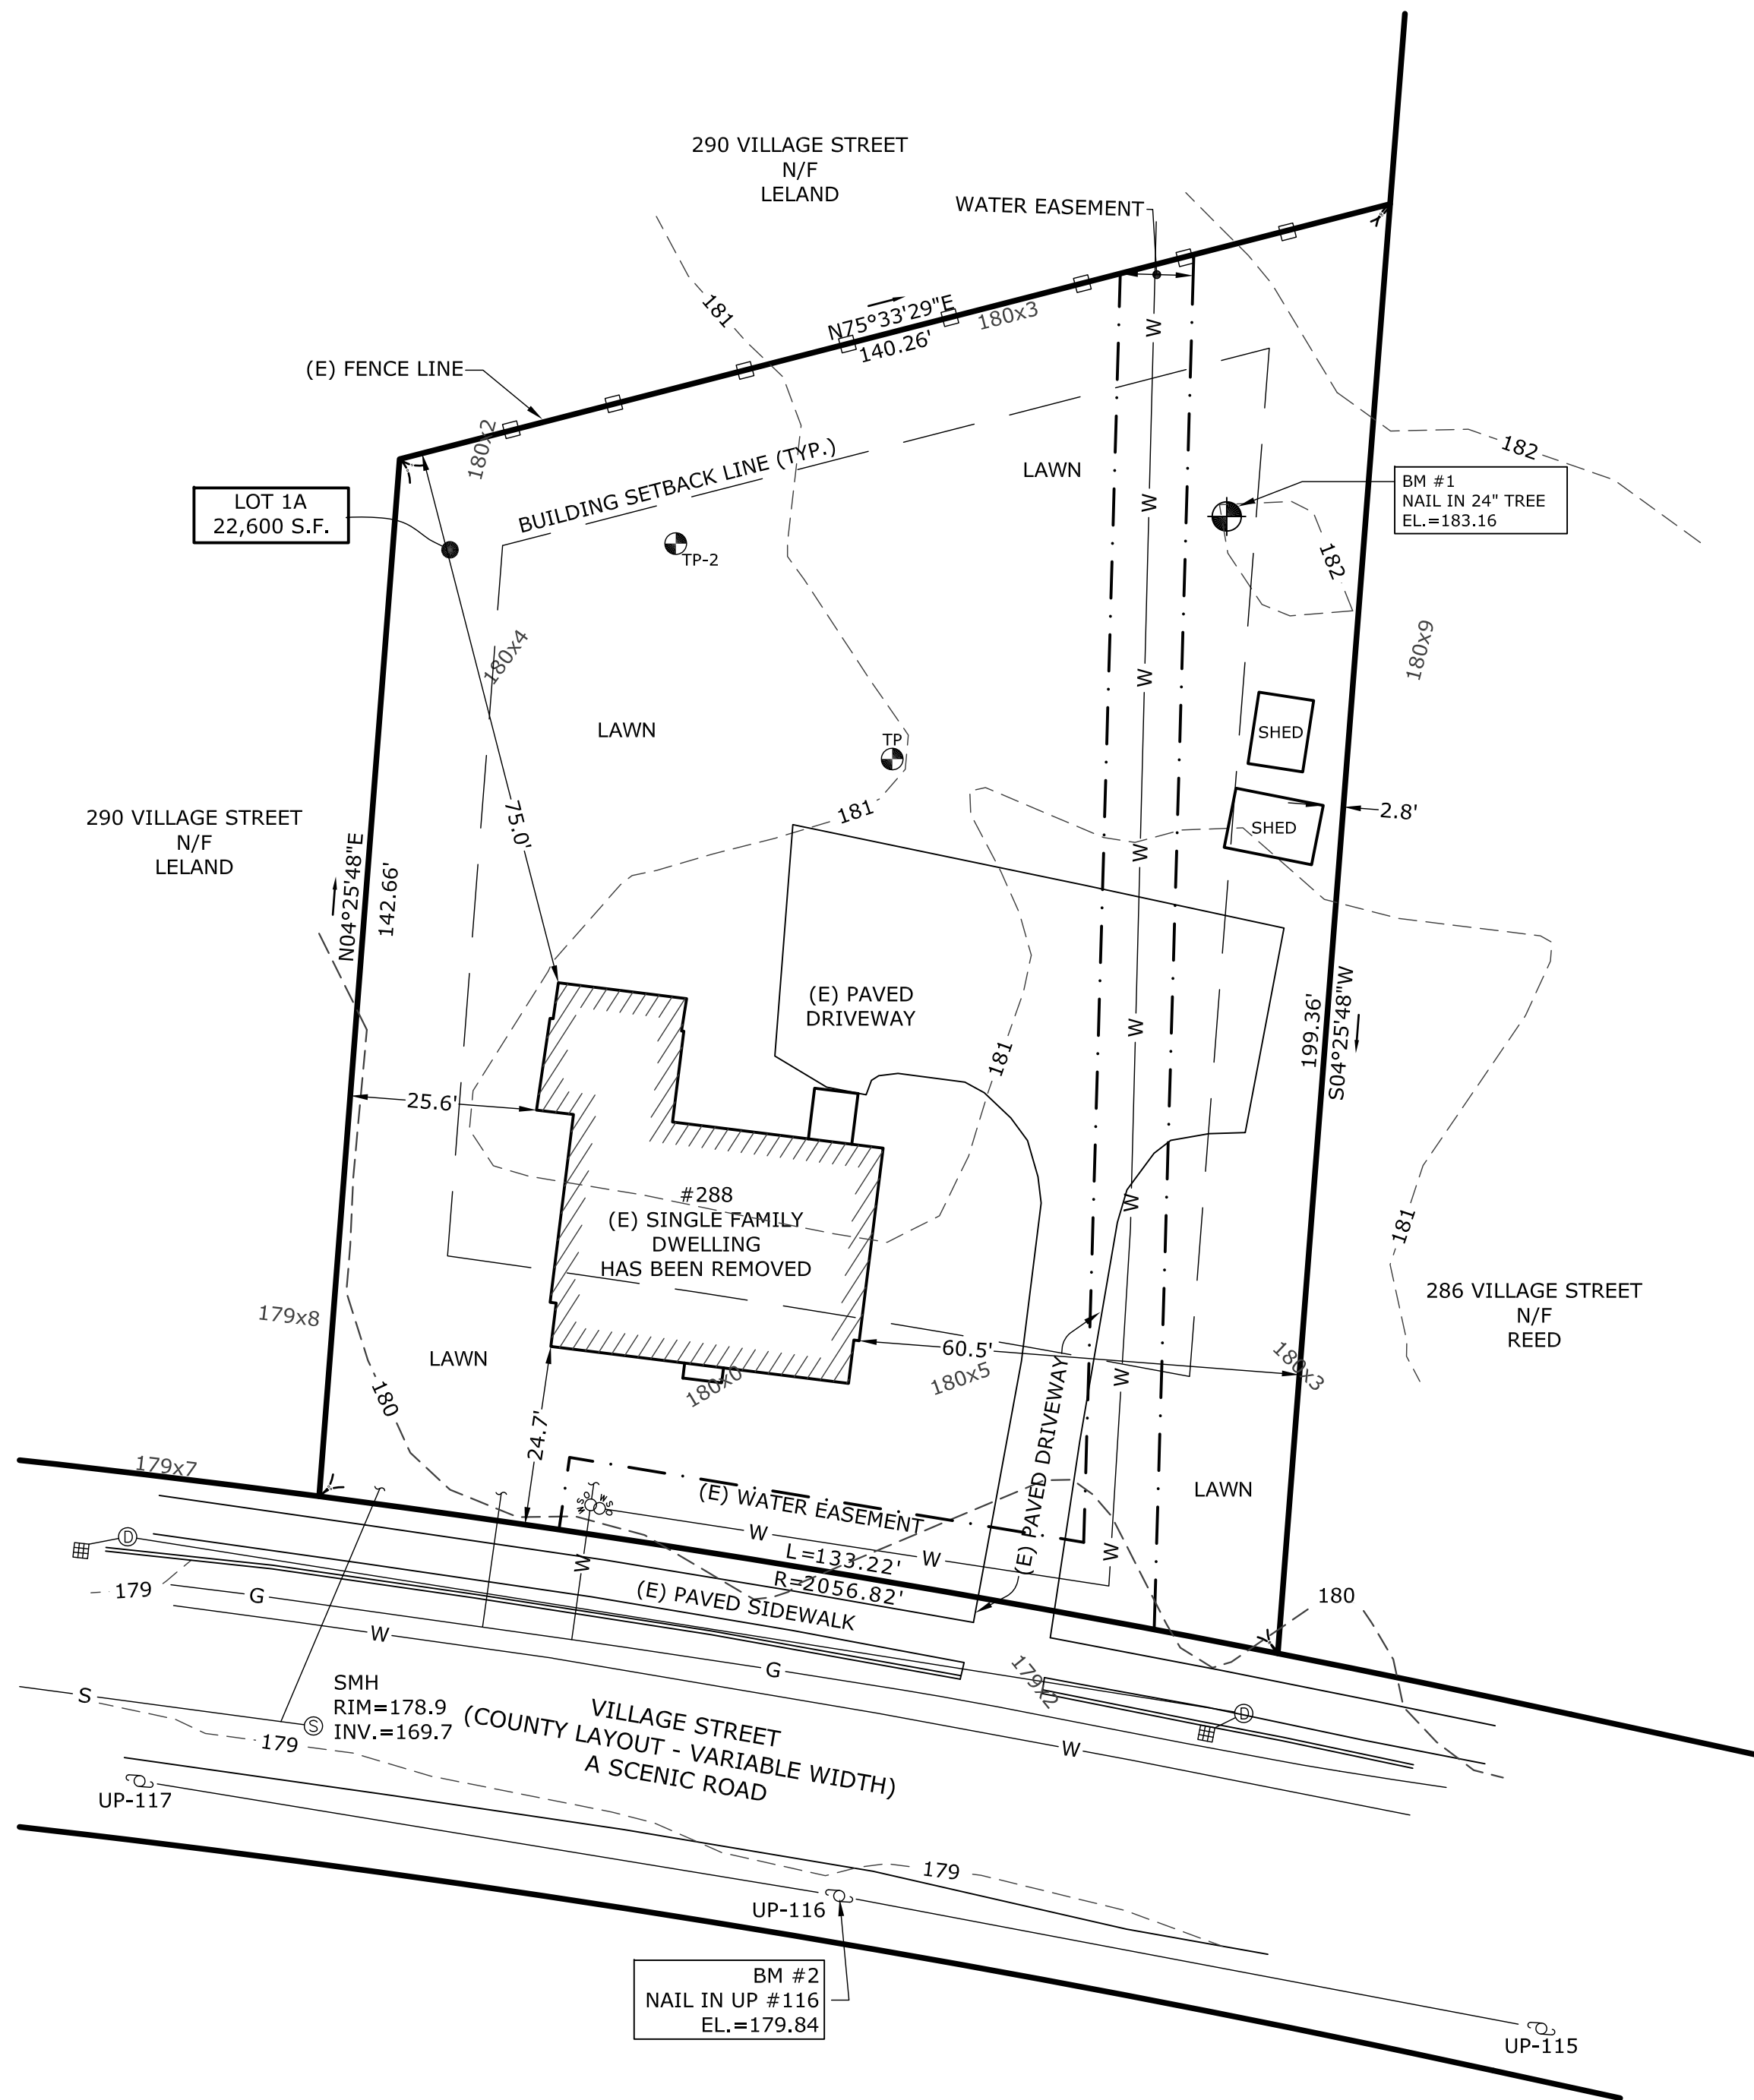 290 VILLAGE STREET
N/F
LELAND
WATER EASEMENT
181
N75°33'29"E
140.26'
180x3
(E) FENCE LINE
180x2
BUILDING SETBACK LINE (TYP.)
LAWN
182
W
BM #1
NAIL IN 24" TREE
EL.=183.16
LOT 1A
22,600 S.F.
W
TP-2
182
180x4
180x9
W
LAWN
SHED
TP
75.0'
181
2.8'
SHED
290 VILLAGE STREET
N/F
LELAND
N04°25'48"E
142.66'
W
(E) PAVED
DRIVEWAY
W
181
199.36'
S04°25'48"W
25.6'
#288
(E) SINGLE FAMILY
DWELLING
HAS BEEN REMOVED
W
181
286 VILLAGE STREET
N/F
REED
179x8
LAWN
60.5'
180x3
180x0
180x5
W
180
24.7'
(E) PAVED DRIVEWAY
179x7
(E) WATER EASEMENT
LAWN
WSO
WSO
W
W
W
W
L=133.22'
R=2056.82'
D
179
G
(E) PAVED SIDEWALK
180
W
G
179x2
S
SMH
RIM=178.9
INV.=169.7
S
D
179
VILLAGE STREET
(COUNTY LAYOUT - VARIABLE WIDTH)
A SCENIC ROAD
W
UP-117
179
UP-116
BM #2
NAIL IN UP #116
EL.=179.84
UP-115